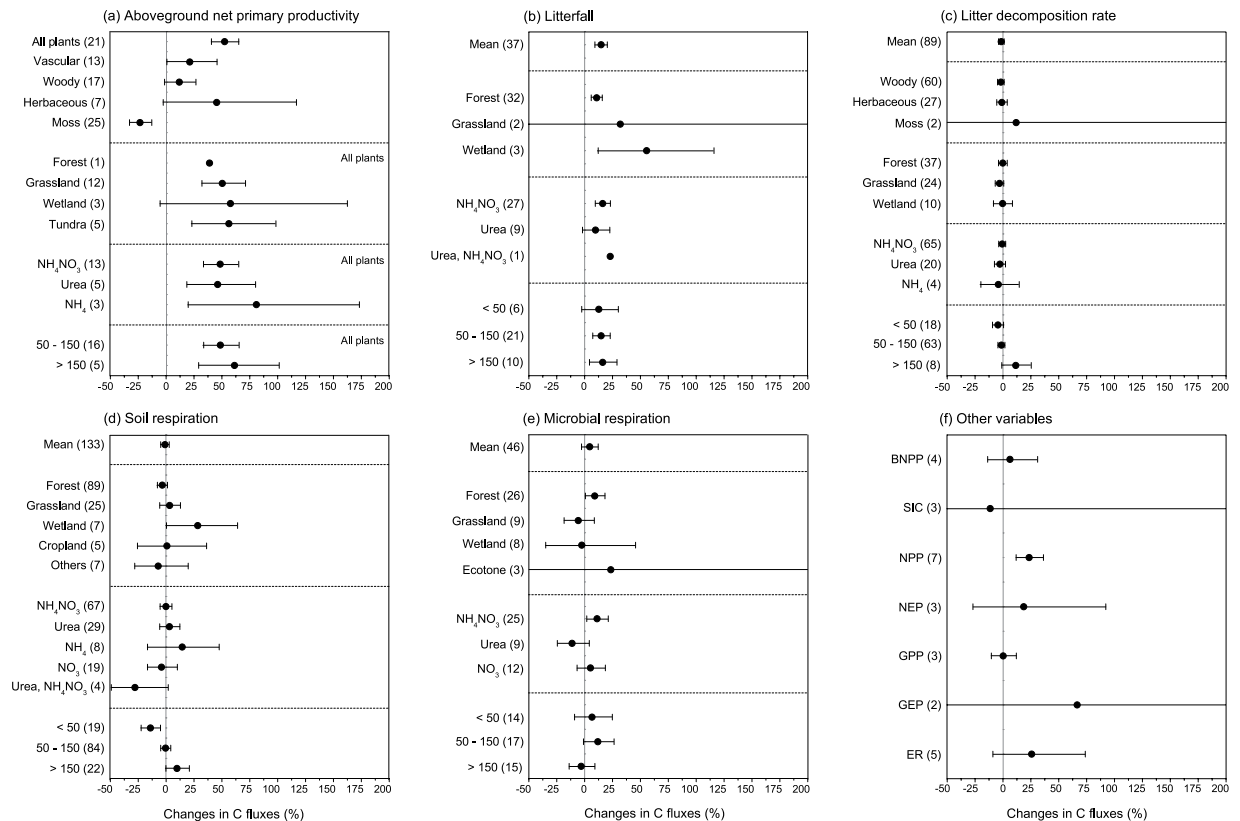 (a) Aboveground net primary productivity
All plants (21)
Vascular (13)
Woody (17)
Herbaceous (7)
Moss (25)
All plants
Forest (1)
Grassland (12)
Wetland (3)
Tundra (5)
All plants
NH₄NO₃ (13)
Urea (5)
NH₄ (3)
All plants
50 - 150 (16)
> 150 (5)
-50 -25 0 25 50 75 100 125 150 175 200
(b) Litterfall
Mean (37)
Forest (32)
Grassland (2)
Wetland (3)
NH₄NO₃ (27)
Urea (9)
Urea, NH₄NO₃ (1)
< 50 (6)
50 - 150 (21)
> 150 (10)
-50 -25 0 25 50 75 100 125 150 175 200
(c) Litter decomposition rate
Mean (89)
Woody (60)
Herbaceous (27)
Moss (2)
Forest (37)
Grassland (24)
Wetland (10)
NH₄NO₃ (65)
Urea (20)
NH₄ (4)
< 50 (18)
50 - 150 (63)
> 150 (8)
-50 -25 0 25 50 75 100 125 150 175 200
(d) Soil respiration
Mean (133)
Forest (89)
Grassland (25)
Wetland (7)
Cropland (5)
Others (7)
NH₄NO₃ (67)
Urea (29)
NH₄ (8)
NO₃ (19)
Urea, NH₄NO₃ (4)
< 50 (19)
50 - 150 (84)
> 150 (22)
-50 -25 0 25 50 75 100 125 150 175 200
Changes in C fluxes (%)
(e) Microbial respiration
Mean (46)
Forest (26)
Grassland (9)
Wetland (8)
Ecotone (3)
NH₄NO₃ (25)
Urea (9)
NO₃ (12)
< 50 (14)
50 - 150 (17)
> 150 (15)
-50 -25 0 25 50 75 100 125 150 175 200
Changes in C fluxes (%)
(f) Other variables
BNPP (4)
SIC (3)
NPP (7)
NEP (3)
GPP (3)
GEP (2)
ER (5)
-50 -25 0 25 50 75 100 125 150 175 200
Changes in C fluxes (%)